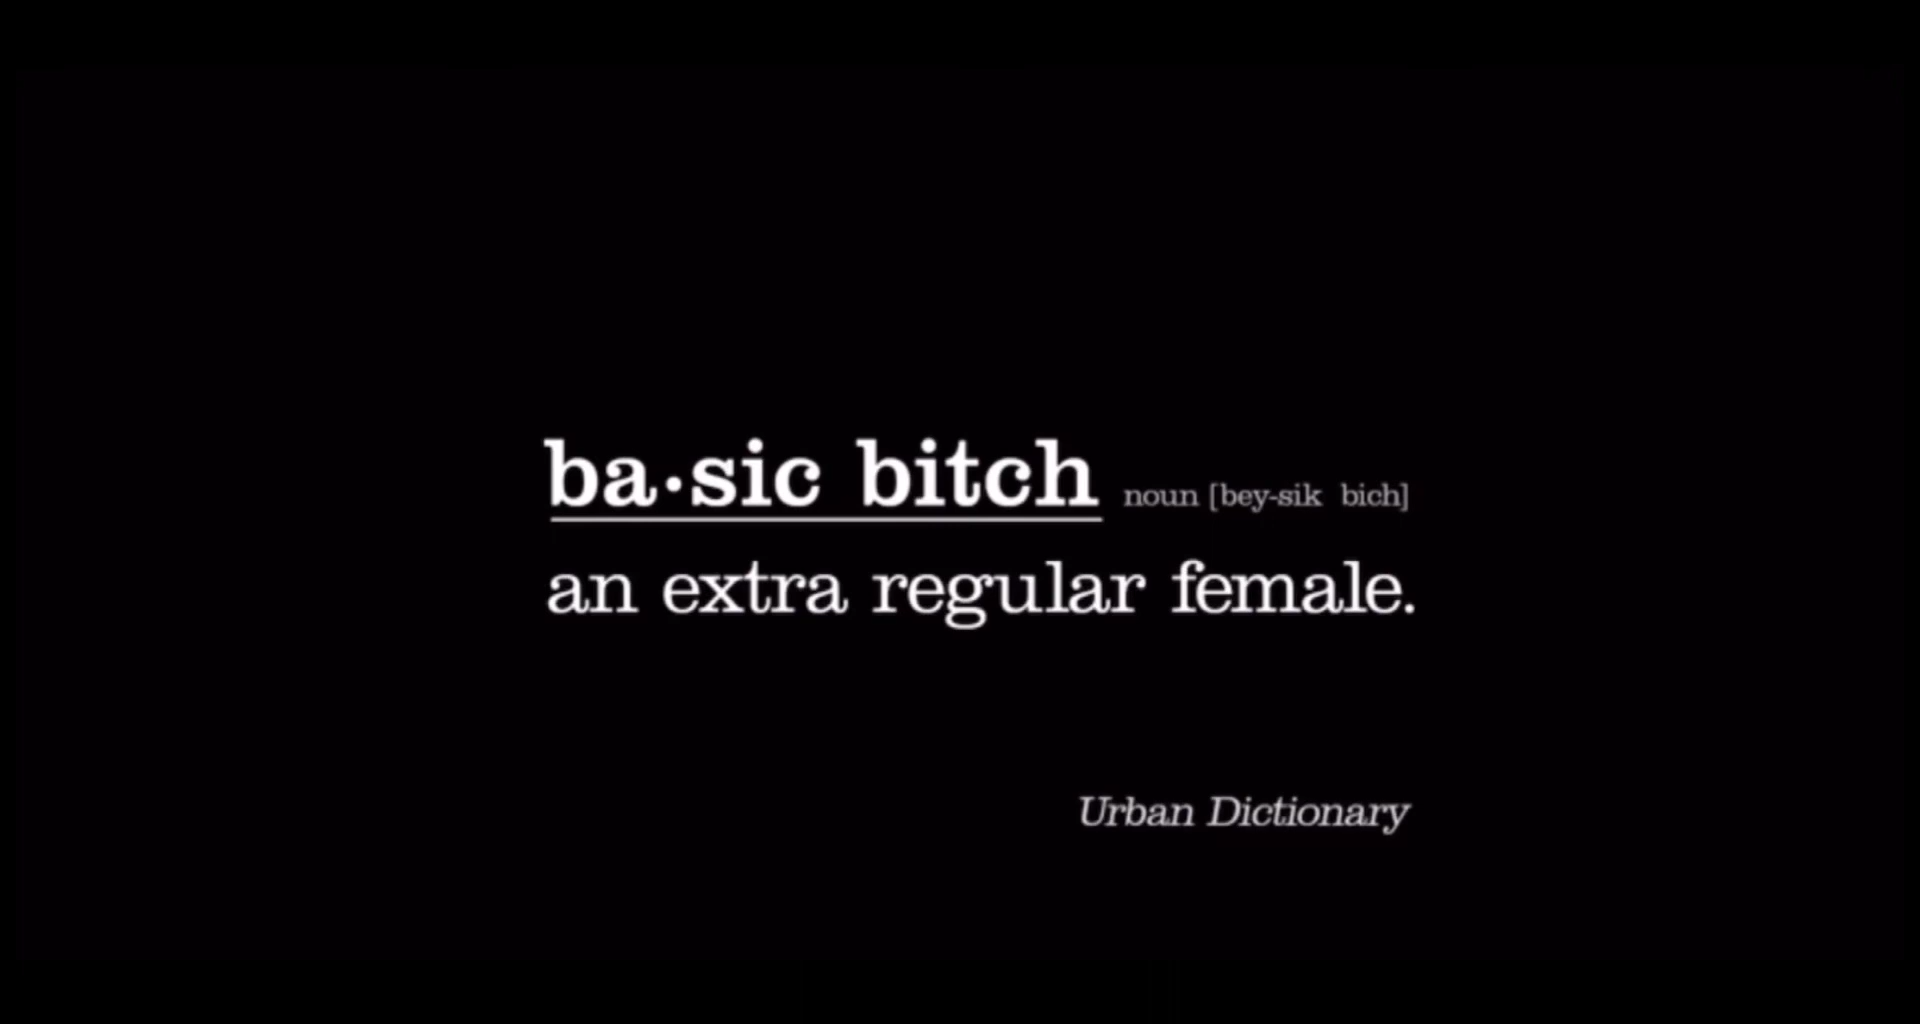 ba·sic bitch noun [bey-sik bich]
an extra regular female.
Urban Dictionary